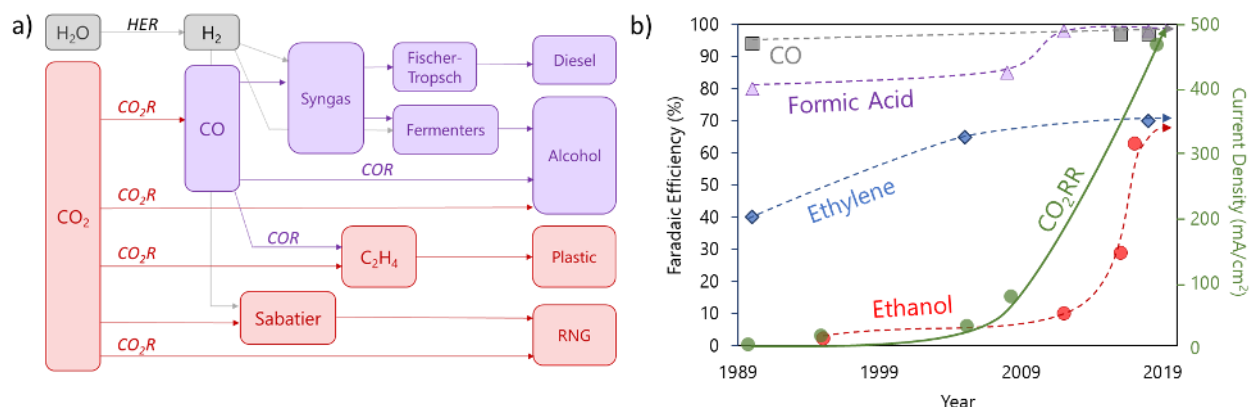 a)
H₂O
HER
H₂
CO₂
CO₂R
CO
Syngas
Fischer-
Tropsch
Diesel
Fermenters
Alcohol
COR
CO₂R
COR
CO₂R
C₂H₄
Plastic
Sabatier
RNG
CO₂R
b)
Faradaic Efficiency (%)
100
90
80
70
60
50
40
30
20
10
0
CO
Formic Acid
Ethylene
CO₂RR
Ethanol
500
400
300
200
100
0
Current Density (mA/cm²)
1989
1999
2009
2019
Year